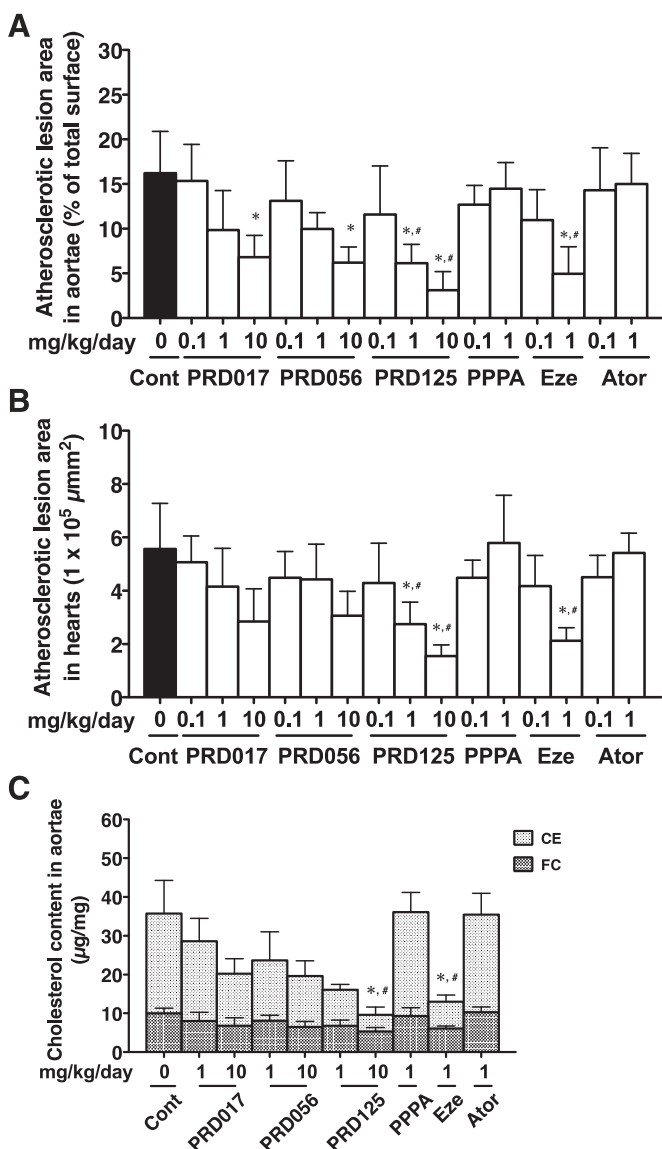 A
Atherosclerotic lesion area
in aortae (% of total surface)
30
25
20
15
10
5
0
*
*
*,#
*,#
*,#
mg/kg/day 0 0.1 1 10 0.1 1 10 0.1 1 10 0.1 1 0.1 1 0.1 1
Cont PRD017 PRD056 PRD125 PPPA Eze Ator
B
Atherosclerotic lesion area
in hearts (1 x 10⁵ μmm²)
10
8
6
4
2
0
*,#
*,#
*,#
mg/kg/day 0 0.1 1 10 0.1 1 10 0.1 1 10 0.1 1 0.1 1 0.1 1
Cont PRD017 PRD056 PRD125 PPPA Eze Ator
C
Cholesterol content in aortae
(μg/mg)
60
50
40
30
20
10
0
CE
FC
*,#
*,#
mg/kg/day 0 1 10 1 10 1 10 1 1 1
Cont PRD017 PRD056 PRD125 PPPA Eze Ator